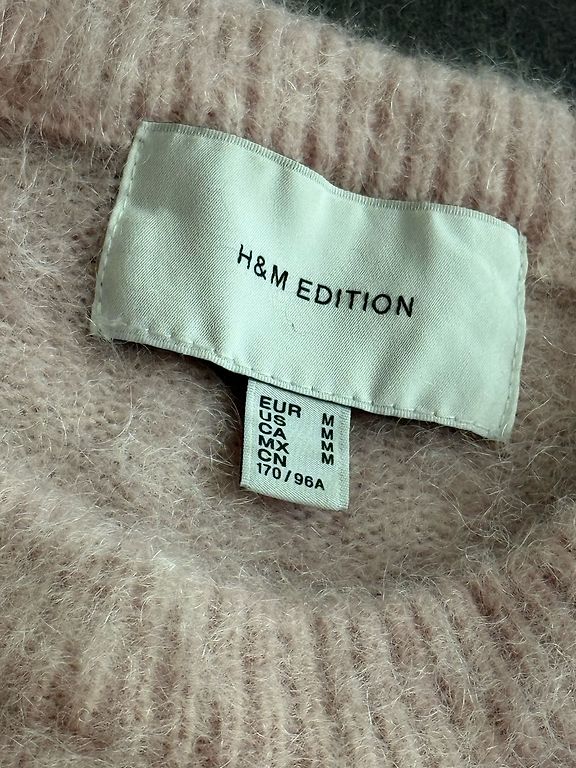 H&M EDITION
EUR M
US M
CA M
MX M
CN
170/96A